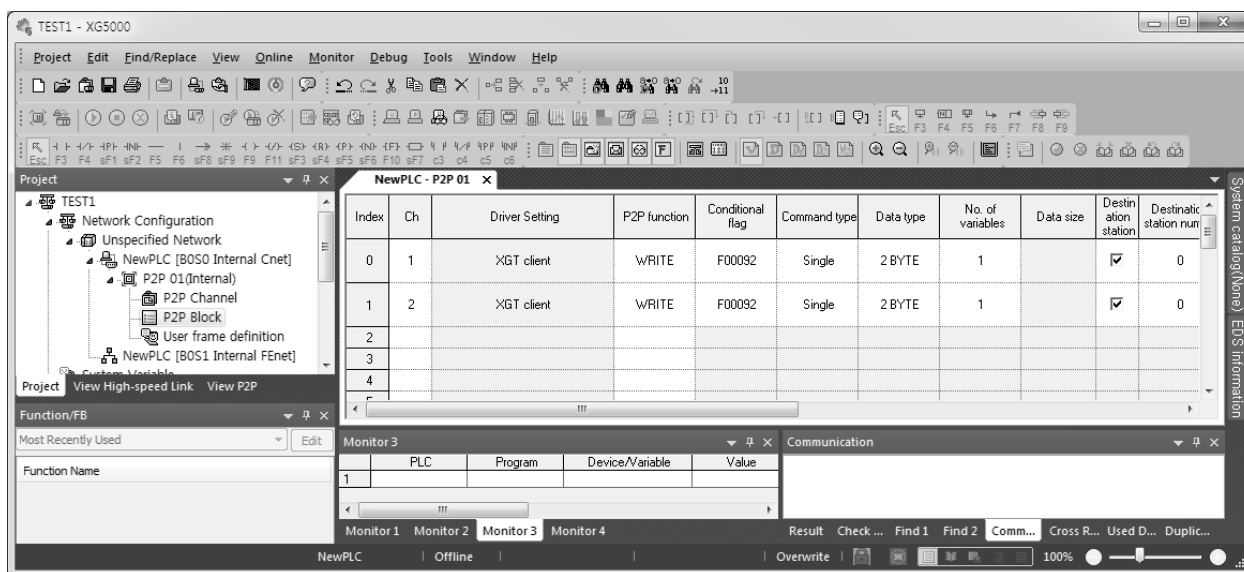 TEST1 - XG5000
Project Edit Find/Replace View Online Monitor Debug Tools Window Help
Esc F3 F4 F5 F6 F7 F8 F9
Esc F3 F4 sF1 sF2 F5 F6 sF8 sF9 F9 F11 sF3 sF4 sF5 sF6 F10 sF7 c3 c4 c5 c6
Project
TEST1
Network Configuration
Unspecified Network
NewPLC [B0S0 Internal Cnet]
P2P 01(Internal)
P2P Channel
P2P Block
User frame definition
NewPLC [B0S1 Internal FEnet]
System Variable
Project View High-speed Link View P2P
Function/FB
Most Recently Used Edit
Function Name
NewPLC - P2P 01
Index Ch Driver Setting P2P function Conditional flag Command type Data type No. of variables Data size Destination station Destinatic station num
0 1 XGT client WRITE F00092 Single 2 BYTE 1 0
1 2 XGT client WRITE F00092 Single 2 BYTE 1 0
2
3
4
Monitor 3
PLC Program Device/Variable Value
1
Monitor 1 Monitor 2 Monitor 3 Monitor 4
Communication
Result Check ... Find 1 Find 2 Comm... Cross R... Used D... Duplic...
System catalog(None)
EDS information
NewPLC Offline Overwrite 100%